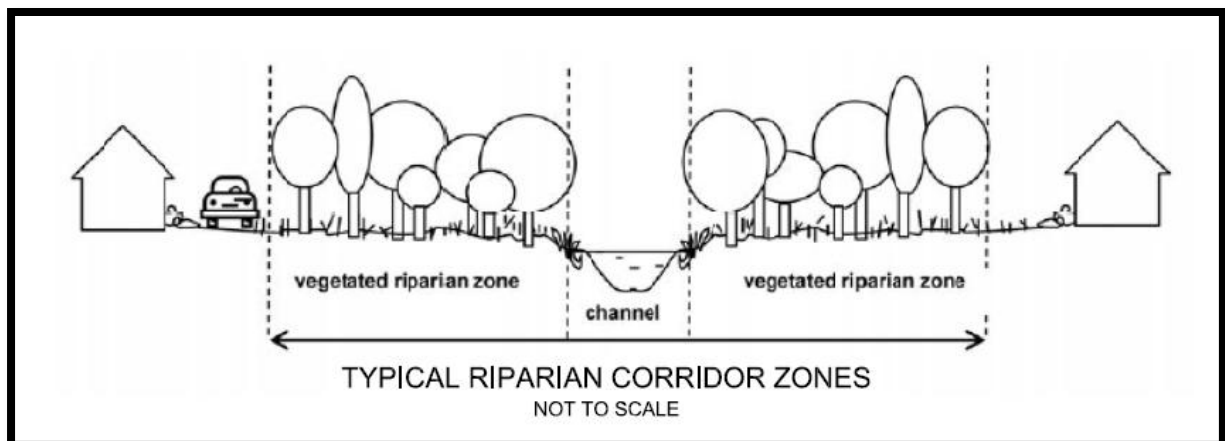 vegetated riparian zone
vegetated riparian zone
channel
TYPICAL RIPARIAN CORRIDOR ZONES
NOT TO SCALE